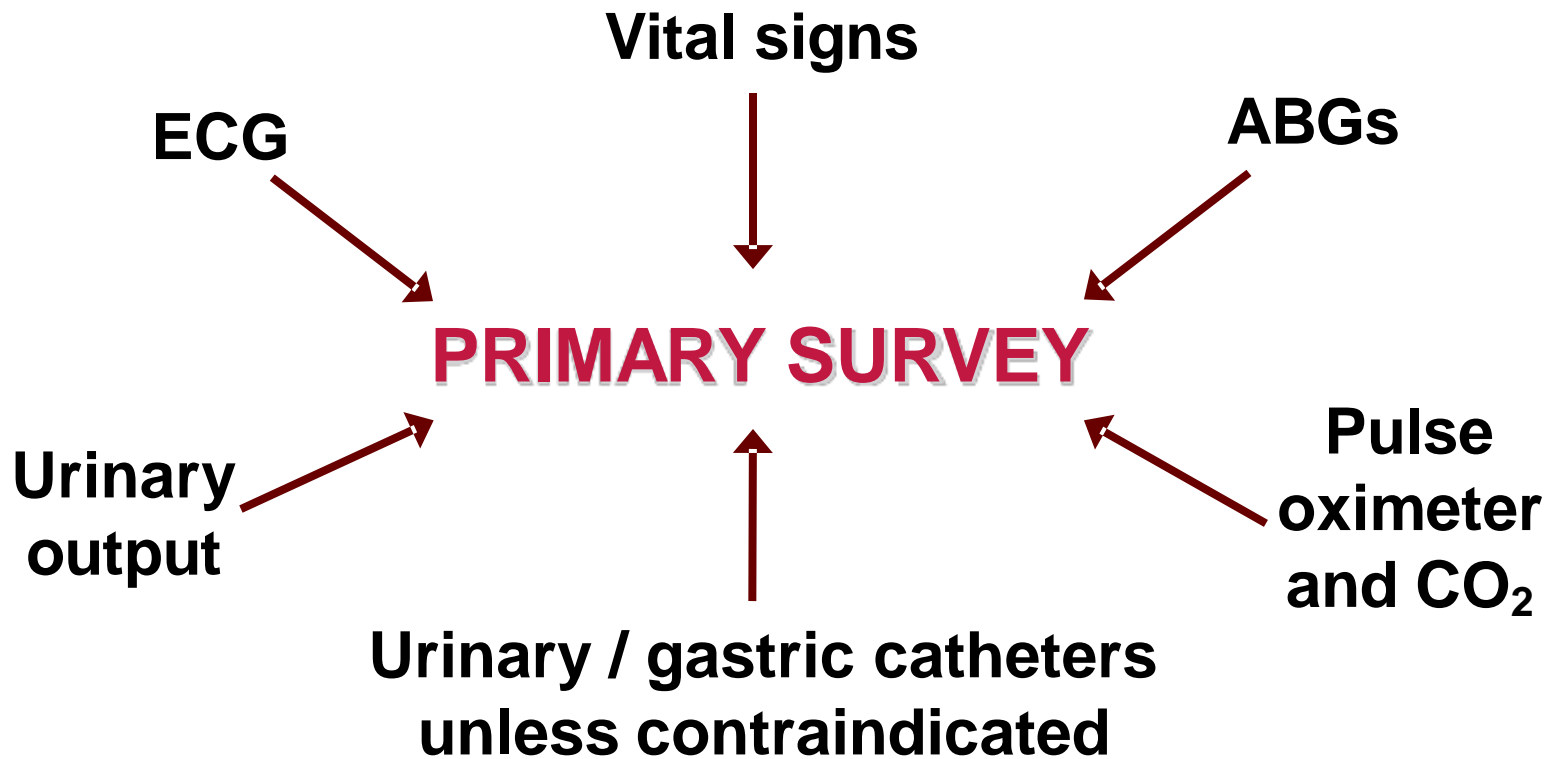 Vital signs
ECG
ABGs
PRIMARY SURVEY
Urinary
output
Pulse
oximeter
and CO₂
Urinary / gastric catheters
unless contraindicated